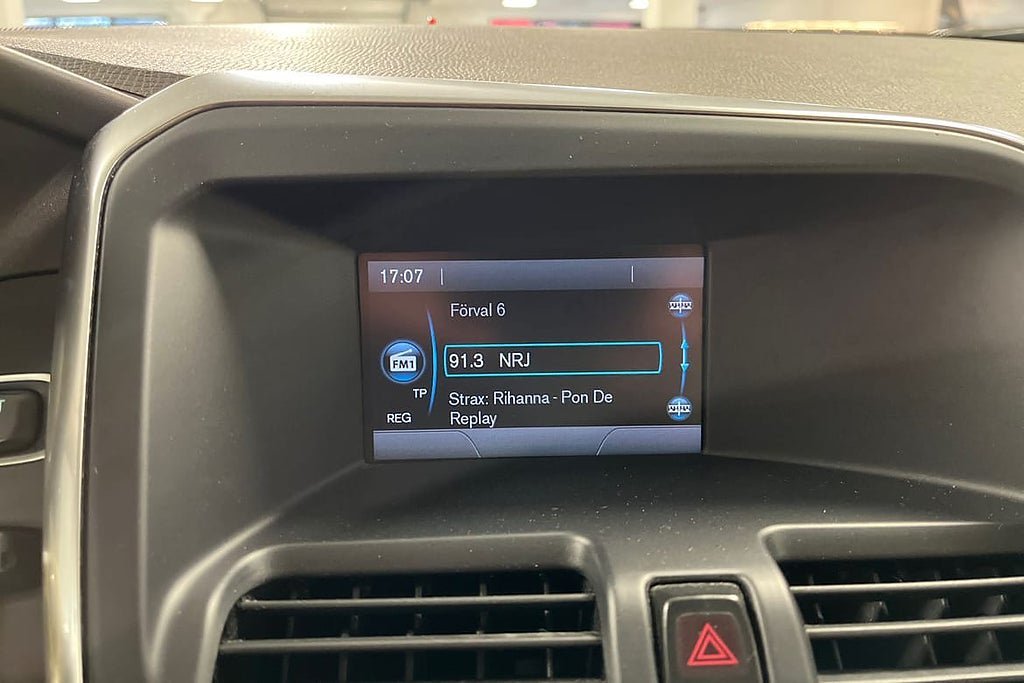 17:07
Förval 6
FM1
91.3 NRJ
TP
Strax: Rihanna - Pon De
REG
Replay